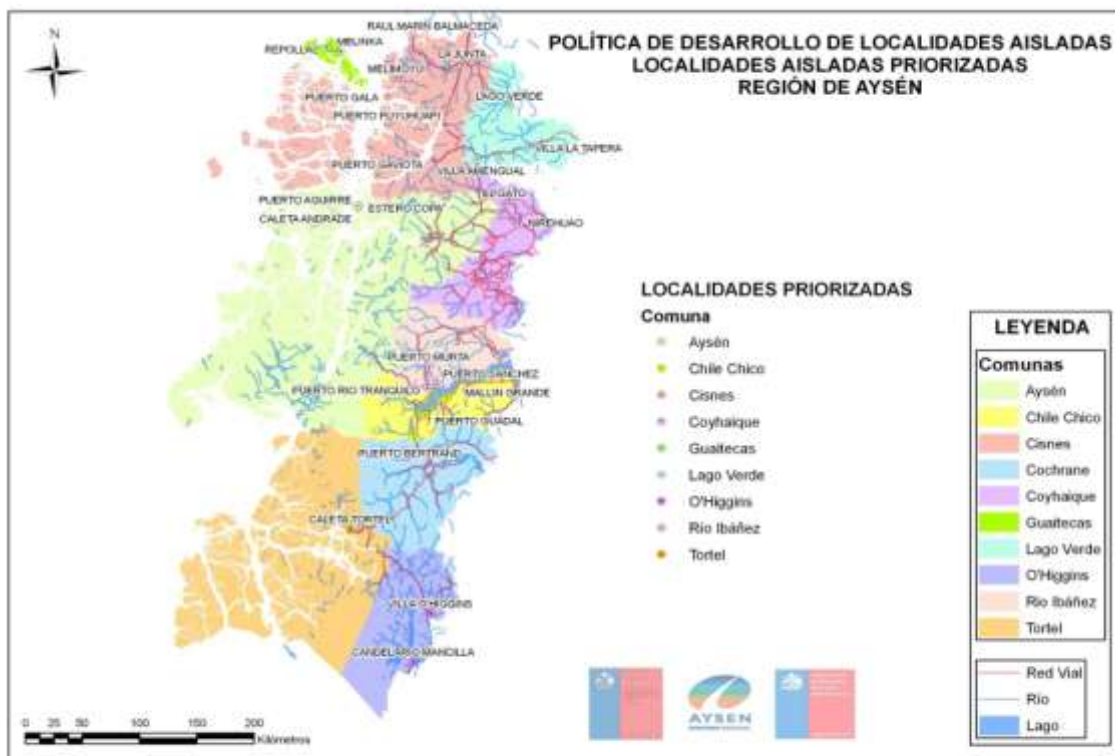 N
POLÍTICA DE DESARROLLO DE LOCALIDADES AISLADAS
LOCALIDADES AISLADAS PRIORIZADAS
REGIÓN DE AYSÉN
RAUL MARIN BALMACEDA
MELINKA
REPOLLAL
LA JUNTA
MELIMOYU
PUERTO GALA
LAGO VERDE
PUERTO PUYUHUAPI
VILLA LA TAPERA
PUERTO GAVIOTA
VILLA AMENGUAL
EL GATO
PUERTO AGUIRRE
ESTERO COPA
CALETA ANDRADE
ÑIREHUAO
PUERTO MURTA
PUERTO SANCHEZ
PUERTO RIO TRANQUILO
MALLIN GRANDE
PUERTO GUADAL
PUERTO BERTRAND
CALETA TORTEL
VILLA O'HIGGINS
CANDELARIO MANCILLA
LOCALIDADES PRIORIZADAS
Comuna
Aysén
Chile Chico
Cisnes
Coyhaique
Guaitecas
Lago Verde
O'Higgins
Río Ibáñez
Tortel
LEYENDA
Comunas
Aysén
Chile Chico
Cisnes
Cochrane
Coyhaique
Guaitecas
Lago Verde
O'Higgins
Río Ibáñez
Tortel
Red Vial
Río
Lago
0 25 50 100 150 200
Kilómetros
AYSEN